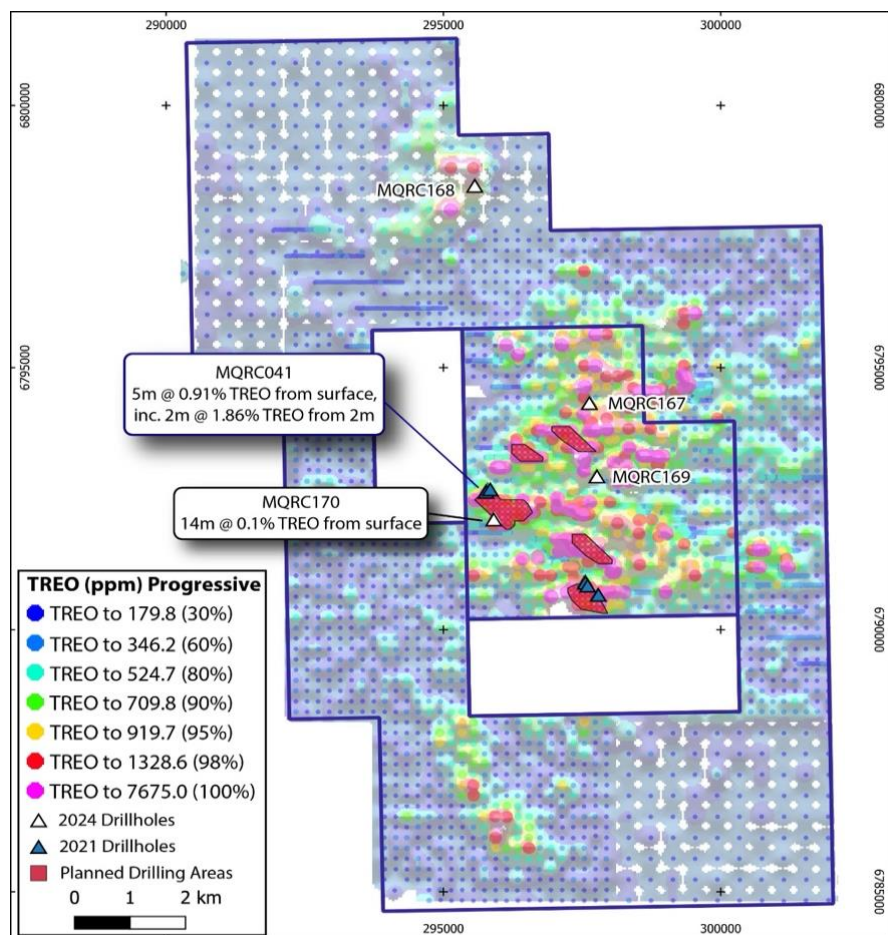 290000
295000
300000
6800000
6800000
MQRC168
6795000
6795000
MQRC041
5m @ 0.91% TREO from surface,
inc. 2m @ 1.86% TREO from 2m
MQRC167
MQRC169
MQRC170
14m @ 0.1% TREO from surface
TREO (ppm) Progressive
TREO to 179.8 (30%)
TREO to 346.2 (60%)
TREO to 524.7 (80%)
TREO to 709.8 (90%)
TREO to 919.7 (95%)
TREO to 1328.6 (98%)
TREO to 7675.0 (100%)
2024 Drillholes
2021 Drillholes
Planned Drilling Areas
0 1 2 km
6790000
6785000
295000
300000